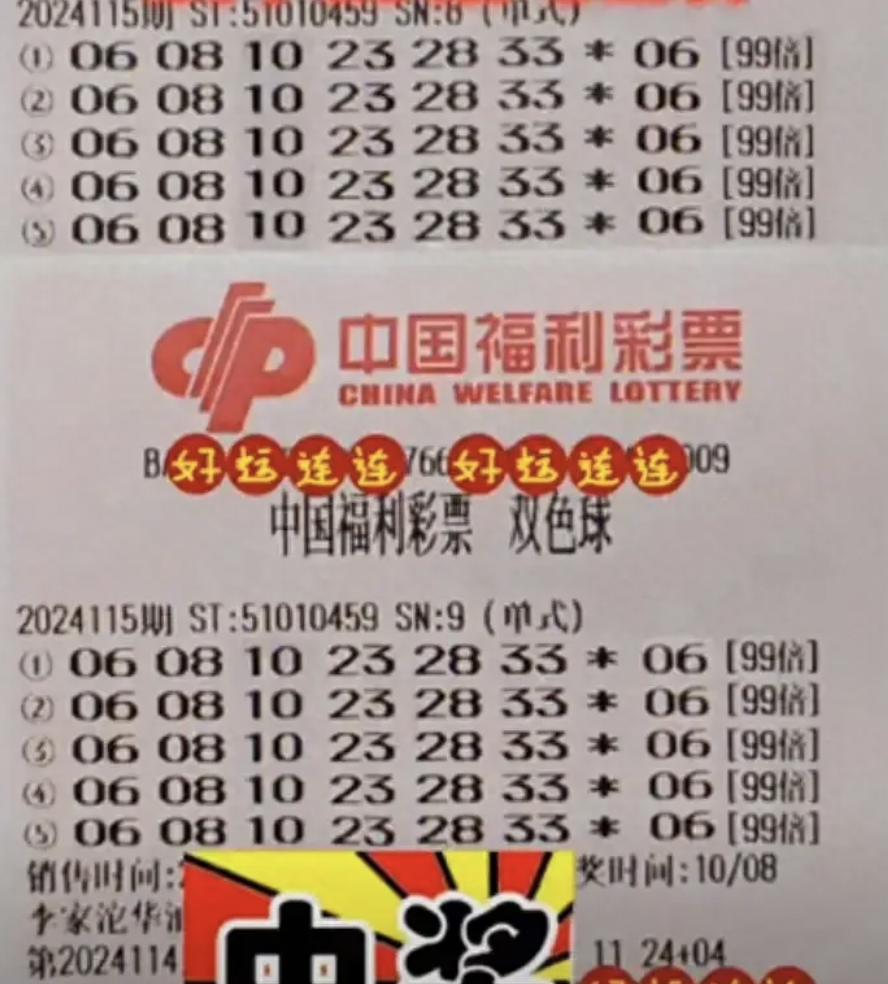 2024115期 ST:51010459 SN:8 (单式)
① 06 08 10 23 28 33 * 06 [99倍]
② 06 08 10 23 28 33 * 06 [99倍]
③ 06 08 10 23 28 33 * 06 [99倍]
④ 06 08 10 23 28 33 * 06 [99倍]
⑤ 06 08 10 23 28 33 * 06 [99倍]
中国福利彩票
CHINA WELFARE LOTTERY
B 好运连连 766 好运连连 009
中国福利彩票 双色球
2024115期 ST:51010459 SN:9 (单式)
① 06 08 10 23 28 33 * 06 [99倍]
② 06 08 10 23 28 33 * 06 [99倍]
③ 06 08 10 23 28 33 * 06 [99倍]
④ 06 08 10 23 28 33 * 06 [99倍]
⑤ 06 08 10 23 28 33 * 06 [99倍]
销售时间: 奖时间:10/08
李家沱华
第2024114 11 24+04
中奖